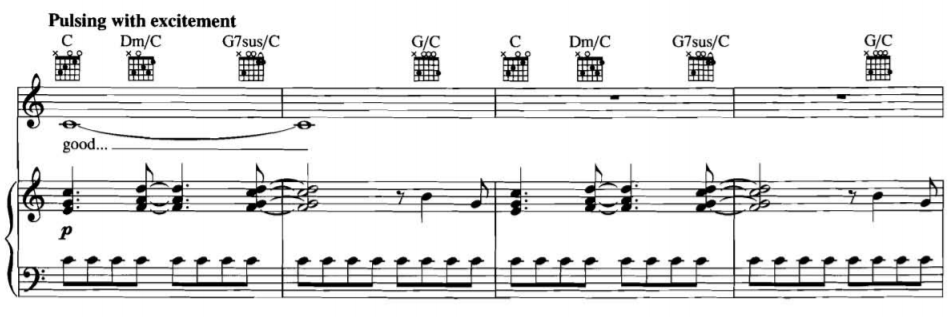 Pulsing with excitement
C Dm/C G7sus/C G/C C Dm/C G7sus/C G/C
good...
p